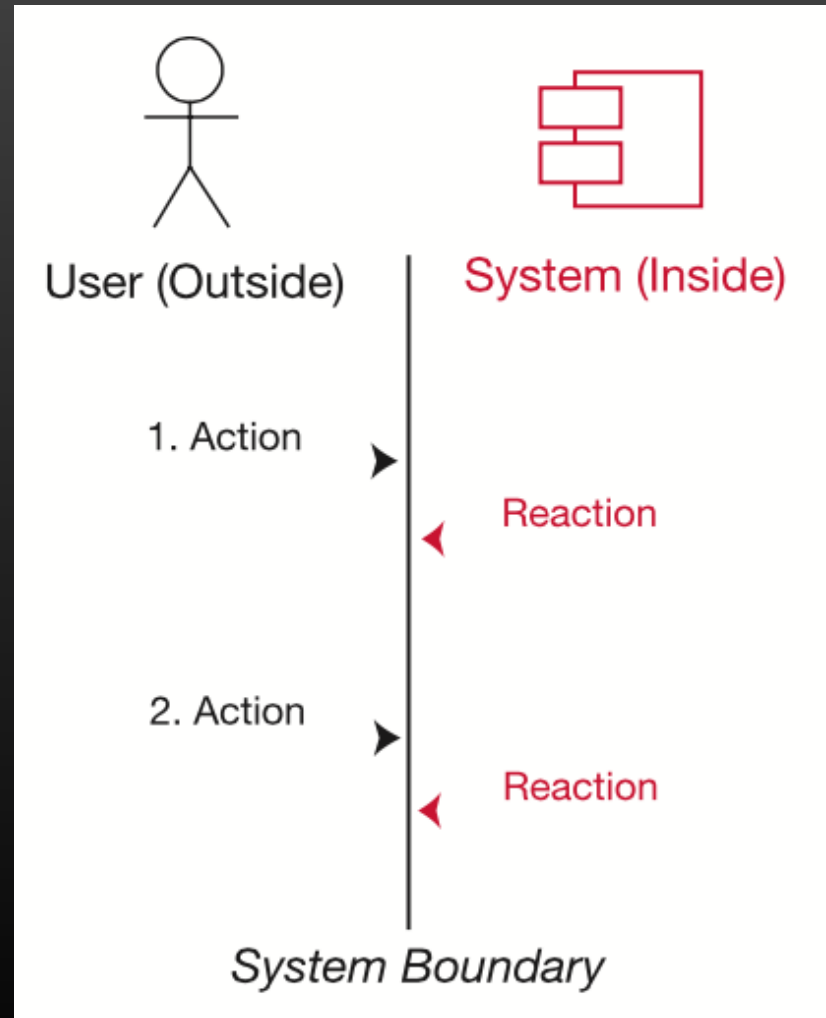 User (Outside)
System (Inside)
1. Action
Reaction
2. Action
Reaction
System Boundary